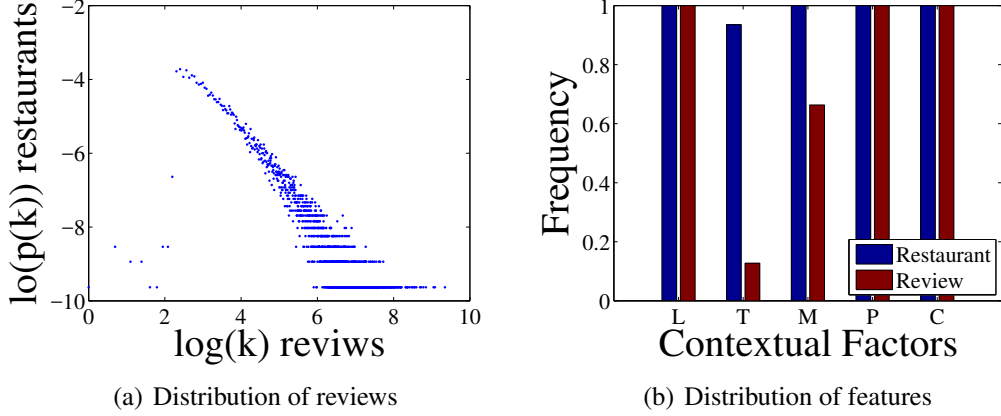 −2
−4
−6
−8
−10
0
2
4
6
8
10
lo(p(k) restaurants
log(k) reviws
(a) Distribution of reviews
1
0.8
0.6
0.4
0.2
0
Frequency
L T M P C
Restaurant
Review
Contextual Factors
(b) Distribution of features